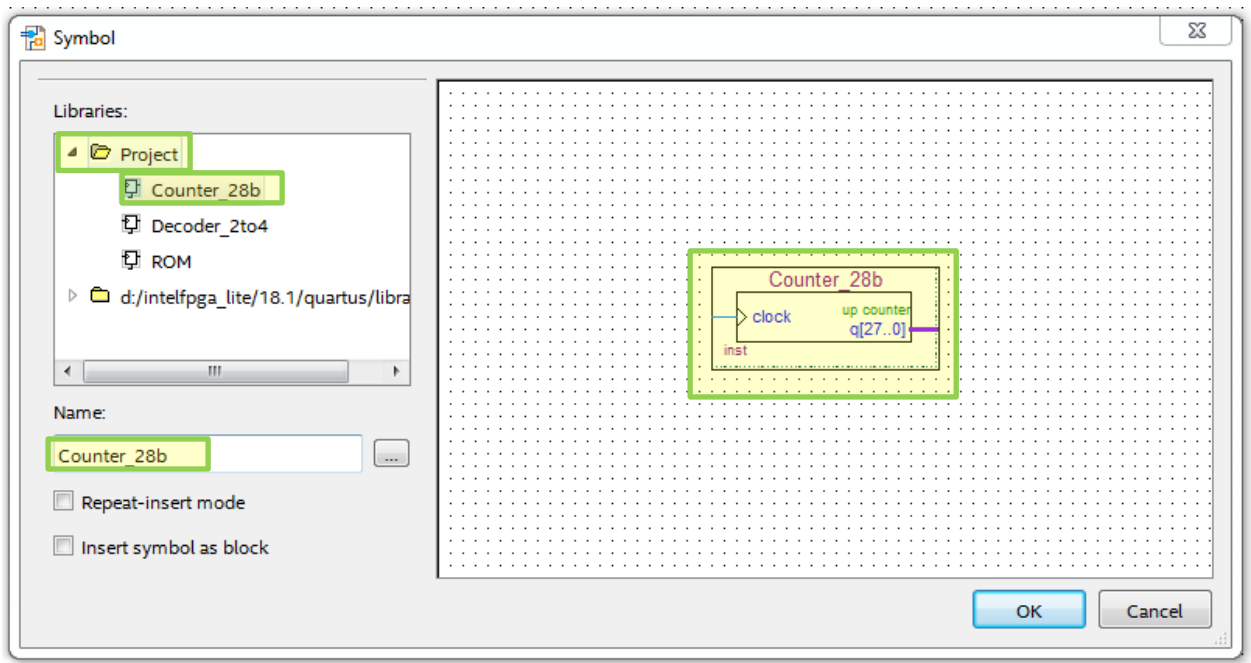 Symbol
Libraries:
Project
Counter_28b
Decoder_2to4
ROM
d:/intelfpga_lite/18.1/quartus/libra
Name:
Counter_28b
...
Repeat-insert mode
Insert symbol as block
Counter_28b
clock
up counter
q[27..0]
inst
OK
Cancel